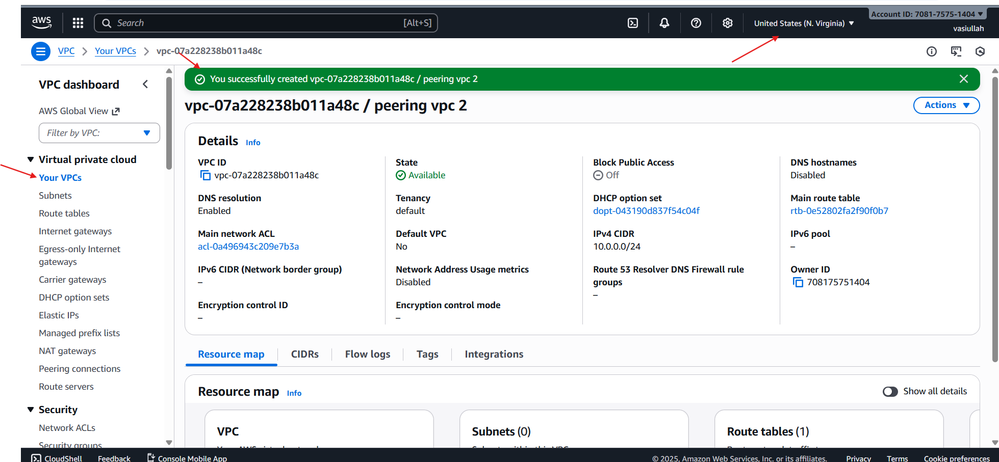 aws
Search
[Alt+S]
United States (N. Virginia)
Account ID: 7081-7575-1404
vasiullah
VPC
Your VPCs
vpc-07a228238b011a48c
VPC dashboard
AWS Global View
Filter by VPC:
Virtual private cloud
Your VPCs
Subnets
Route tables
Internet gateways
Egress-only Internet
gateways
Carrier gateways
DHCP option sets
Elastic IPs
Managed prefix lists
NAT gateways
Peering connections
Route servers
Security
Network ACLs
Security groups
You successfully created vpc-07a228238b011a48c / peering vpc 2
vpc-07a228238b011a48c / peering vpc 2
Actions
Details Info
VPC ID
vpc-07a228238b011a48c
State
Available
Block Public Access
Off
DNS hostnames
Disabled
DNS resolution
Enabled
Tenancy
default
DHCP option set
dopt-043190d837f54c04f
Main route table
rtb-0e52802fa2f90f0b7
Main network ACL
acl-0a496943c209e7b3a
Default VPC
No
IPv4 CIDR
10.0.0.0/24
IPv6 pool
–
IPv6 CIDR (Network border group)
–
Network Address Usage metrics
Disabled
Route 53 Resolver DNS Firewall rule
groups
–
Owner ID
708175751404
Encryption control ID
–
Encryption control mode
–
Resource map
CIDRs
Flow logs
Tags
Integrations
Resource map Info
Show all details
VPC
Subnets (0)
Route tables (1)
CloudShell
Feedback
Console Mobile App
© 2025, Amazon Web Services, Inc. or its affiliates.
Privacy
Terms
Cookie preferences